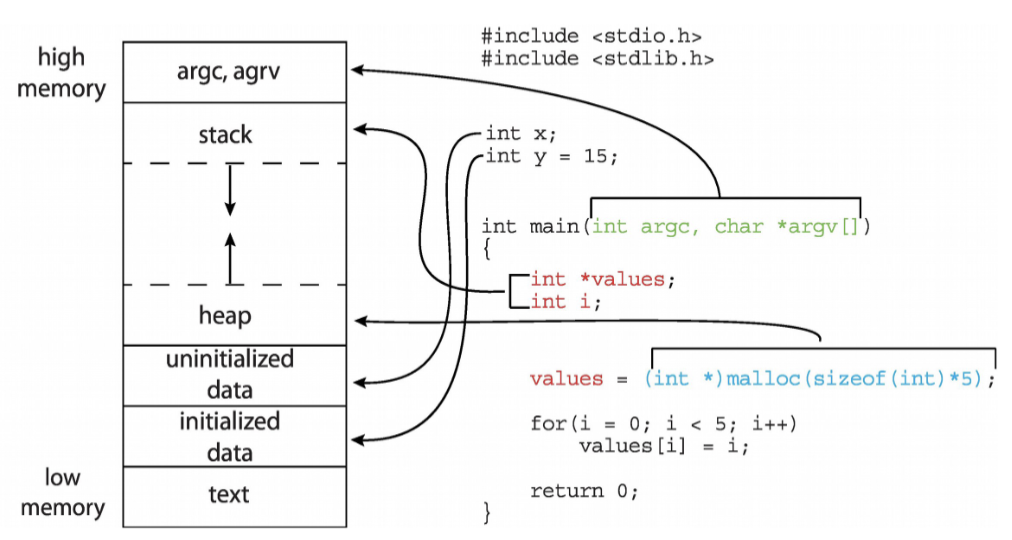 high
memory
argc, agrv
stack
heap
uninitialized
data
initialized
data
low
memory
text
#include <stdio.h>
#include <stdlib.h>
int x;
int y = 15;
int main(int argc, char *argv[])
{
int *values;
int i;
values = (int *)malloc(sizeof(int)*5);
for(i = 0; i < 5; i++)
values[i] = i;
return 0;
}